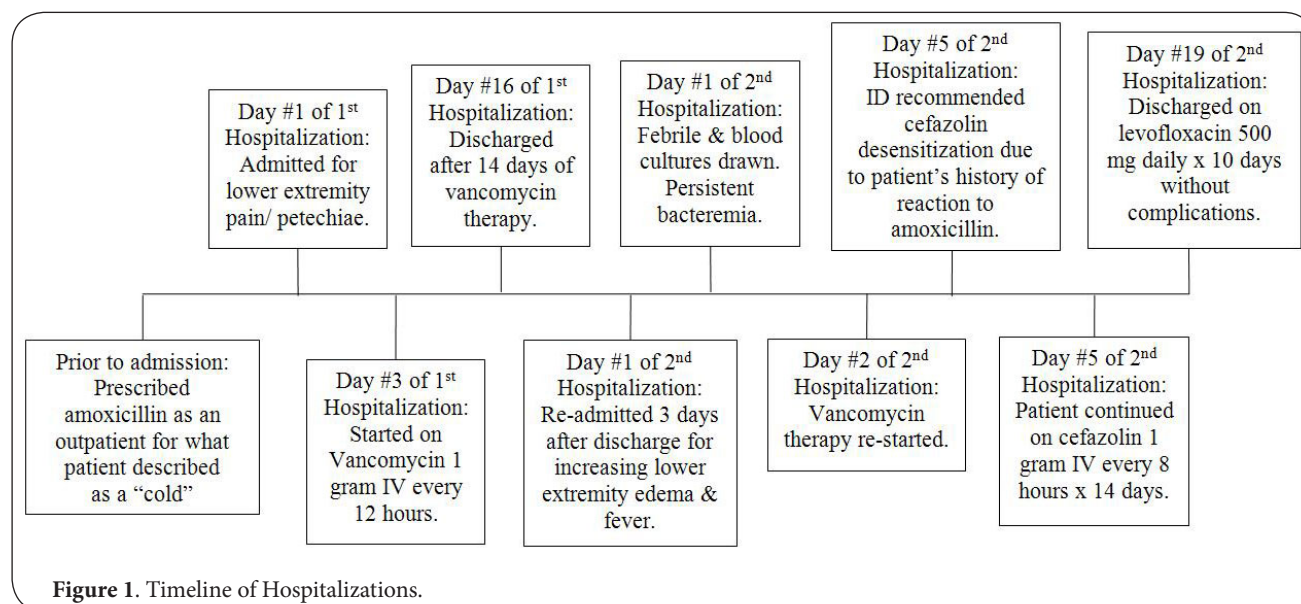 Day #1 of 1st
Hospitalization:
Admitted for
lower extremity
pain/ petechiae.
Day #16 of 1st
Hospitalization:
Discharged
after 14 days of
vancomycin
therapy.
Day #1 of 2nd
Hospitalization:
Febrile & blood
cultures drawn.
Persistent
bacteremia.
Day #5 of 2nd
Hospitalization:
ID recommended
cefazolin
desensitization due
to patient's history of
reaction to
amoxicillin.
Day #19 of 2nd
Hospitalization:
Discharged on
levofloxacin 500
mg daily x 10 days
without
complications.
Prior to admission:
Prescribed
amoxicillin as an
outpatient for what
patient described
as a “cold”
Day #3 of 1st
Hospitalization:
Started on
Vancomycin 1
gram IV every
12 hours.
Day #1 of 2nd
Hospitalization:
Re-admitted 3 days
after discharge for
increasing lower
extremity edema &
fever.
Day #2 of 2nd
Hospitalization:
Vancomycin
therapy re-started.
Day #5 of 2nd
Hospitalization:
Patient continued
on cefazolin 1
gram IV every 8
hours x 14 days.
Figure 1. Timeline of Hospitalizations.